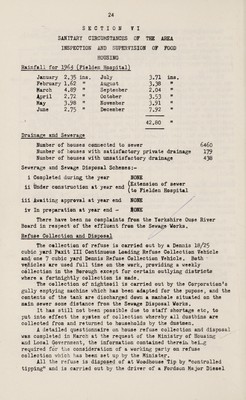 24
SECTION VI
SANITARY CIRCUMSTANCES OF THE AREA
INSPECTION AND SUPERVISION OF FOOD
HOUSING
Rainfall for 1963 (Fielden Hospital)
January 2.35 ins. July 3.71 ins.
February 1.62 " August 3.38 "
March 4.89 " September 2.04 "
April 2.72 " October 3.53 "
May 3.98 " November 3.91 "
June 2.75 " December 7.92 "
42.80 "
Drainage and Sewerage
Number of houses connected to sewer 6460
Number of houses with satisfactory private drainage 179
Number of houses with unsatisfactory drainage 438
Sewerage and Sewage Disposal Schemes:-
i Completed during the year NONE
ii Under construction at year end (Extension of sewer
(to Fielden Hospital
iii Awaiting approval at year end NONE
iv In preparation at year end - NONE
There have been no complaints from the Yorkshire Ouse River
Board in respect of the effluent from the Sewage Works.
Refuse Collection and Disposal
The collection of refuse is carried out by a Dennis 18/25
cubic yard Paxit III Continuous Loading Refuse Collection Vehicle
and one 7 cubic yard Dennis Refuse Collection Vehicle. Both
vehicles are used full time on the work, providing a weekly
collection in the Borough except for certain outlying districts
where a fortnightly collection is made.
The collection of nightsoil is carried out by the Corporation's
gully emptying machine which has been adapted for the pupose, and the
contents of the tank are discharged down a manhole situated on the
main sewer some distance from the Sewage Disposal Works.
It has still not been possible due to staff shortage etc, to
put into effect the system of collection whereby all dustbins are
collected from and returned to households by the dustmen.
A detailed questionnaire on house refuse collection and disposal
was completed in March at the request of the Ministry of Housing
and Local Government, the information contained therein being
required for the consideration of a working party on refuse
collection which has been set up by the Minister.
All the refuse is disposed of at Woodhouse Tip by "controlled
tipping" and is carried out by the driver of a Fordson Major Diesel